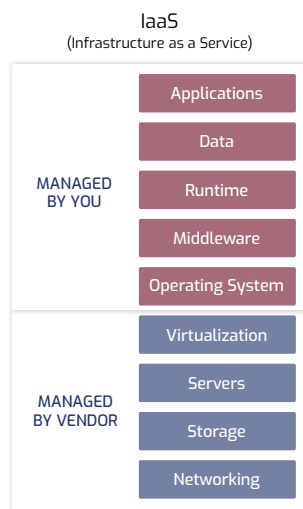 IaaS
(Infrastructure as a Service)
MANAGED
BY YOU
Applications
Data
Runtime
Middleware
Operating System
MANAGED
BY VENDOR
Virtualization
Servers
Storage
Networking